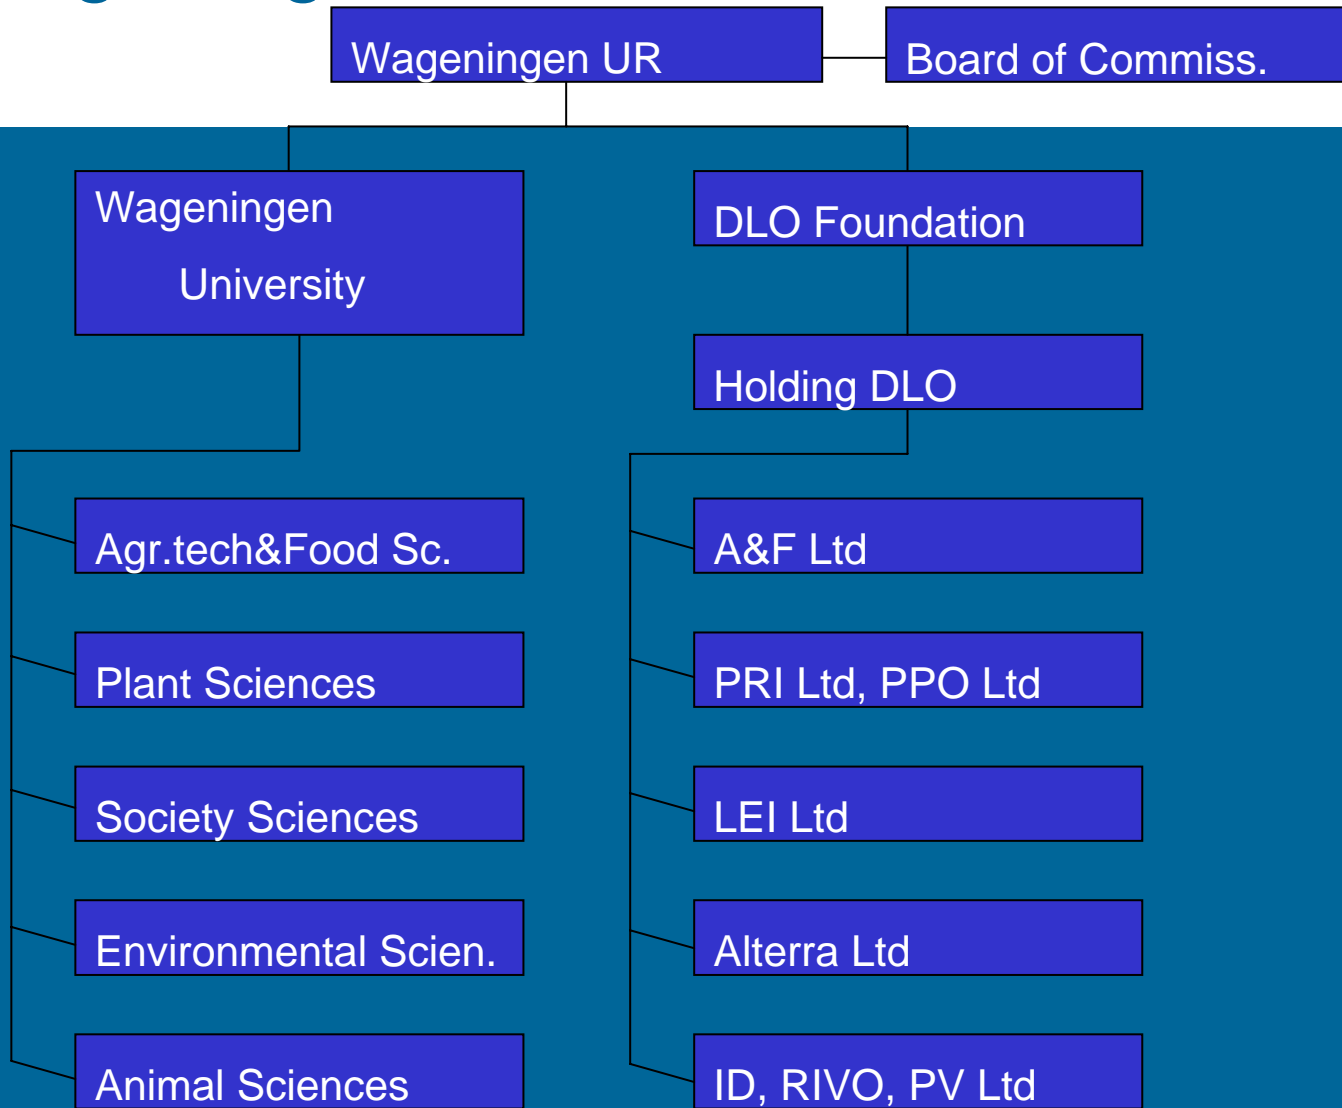 Wageningen UR
Board of Commiss.
Wageningen
University
DLO Foundation
Holding DLO
Agr.tech&Food Sc.
A&F Ltd
Plant Sciences
PRI Ltd, PPO Ltd
Society Sciences
LEI Ltd
Environmental Scien.
Alterra Ltd
Animal Sciences
ID, RIVO, PV Ltd